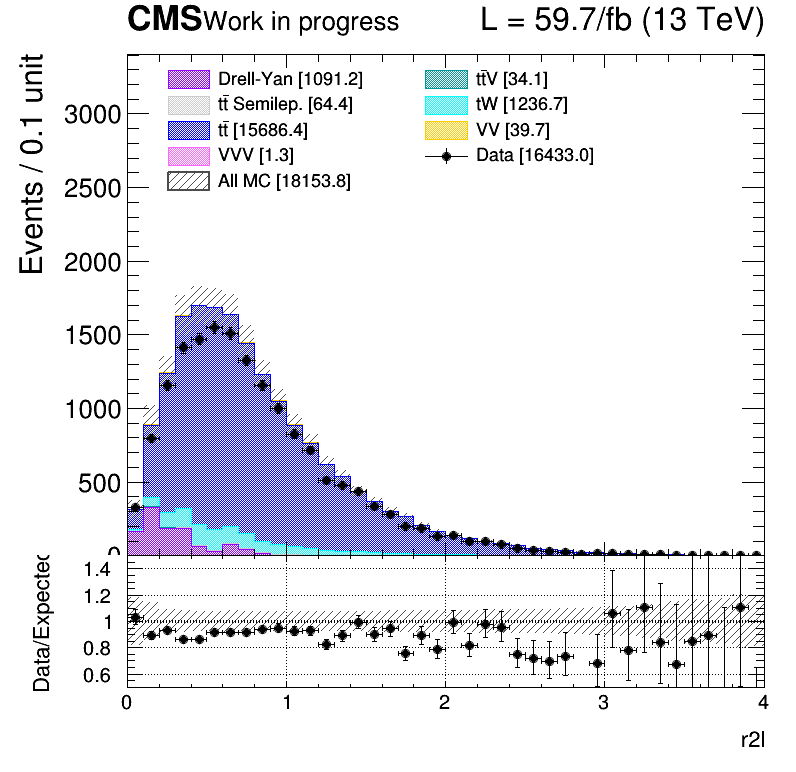 CMS Work in progress L = 59.7/fb (13 TeV)
Events / 0.1 unit
3000
2500
2000
1500
1000
500
0
Drell-Yan [1091.2]
tt̄ Semilep. [64.4]
tt̄ [15686.4]
VVV [1.3]
All MC [18153.8]
tt̄V [34.1]
tW [1236.7]
VV [39.7]
Data [16433.0]
Data/Expected
1.4
1.2
1
0.8
0.6
0 1 2 3 4
r2l